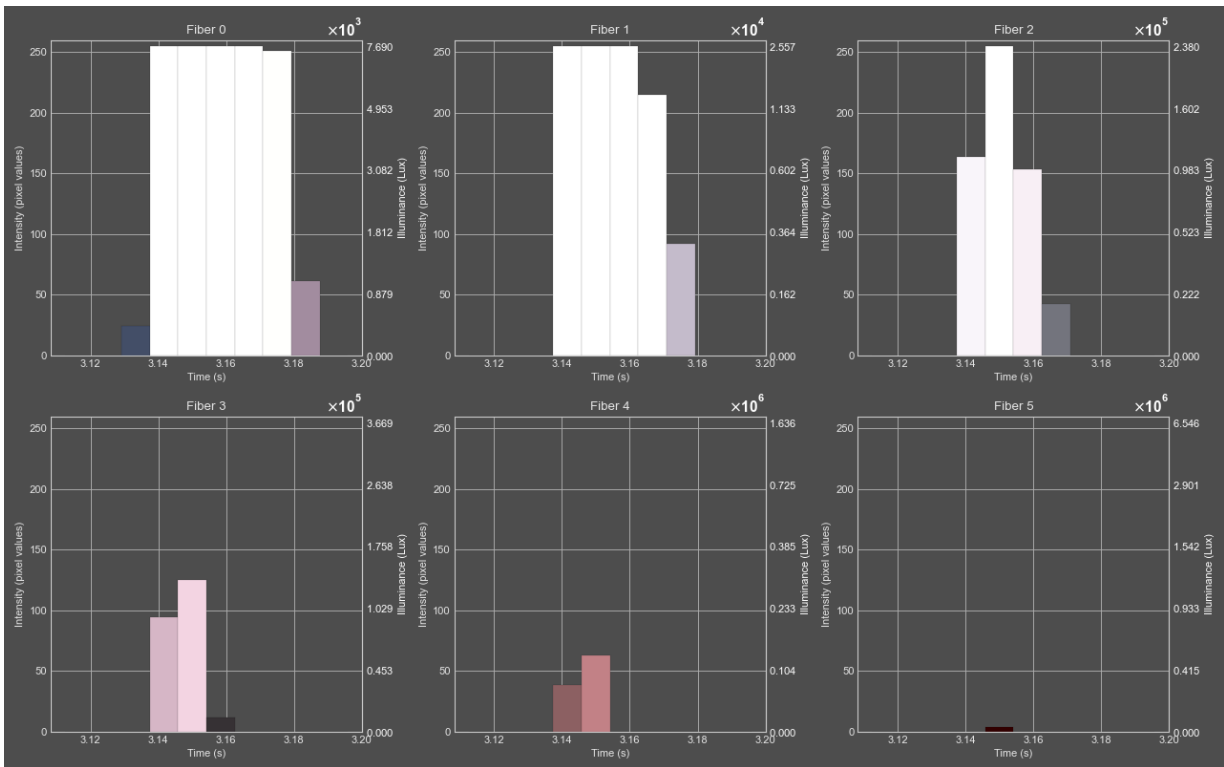 Fiber 0 ×10³
Intensity (pixel values)
250
200
150
100
50
0
7.690
4.953
3.082
1.812
0.879
0.000
Illuminance (Lux)
3.12 3.14 3.16 3.18 3.20
Time (s)
Fiber 1 ×10⁴
Intensity (pixel values)
250
200
150
100
50
0
2.557
1.133
0.602
0.364
0.162
0.000
Illuminance (Lux)
3.12 3.14 3.16 3.18 3.20
Time (s)
Fiber 2 ×10⁵
Intensity (pixel values)
250
200
150
100
50
0
2.380
1.602
0.983
0.523
0.222
0.000
Illuminance (Lux)
3.12 3.14 3.16 3.18 3.20
Time (s)
Fiber 3 ×10⁵
Intensity (pixel values)
250
200
150
100
50
0
3.669
2.638
1.758
1.029
0.453
0.000
Illuminance (Lux)
3.12 3.14 3.16 3.18 3.20
Time (s)
Fiber 4 ×10⁶
Intensity (pixel values)
250
200
150
100
50
0
1.636
0.725
0.385
0.233
0.104
0.000
Illuminance (Lux)
3.12 3.14 3.16 3.18 3.20
Time (s)
Fiber 5 ×10⁶
Intensity (pixel values)
250
200
150
100
50
0
6.546
2.901
1.542
0.933
0.415
0.000
Illuminance (Lux)
3.12 3.14 3.16 3.18 3.20
Time (s)